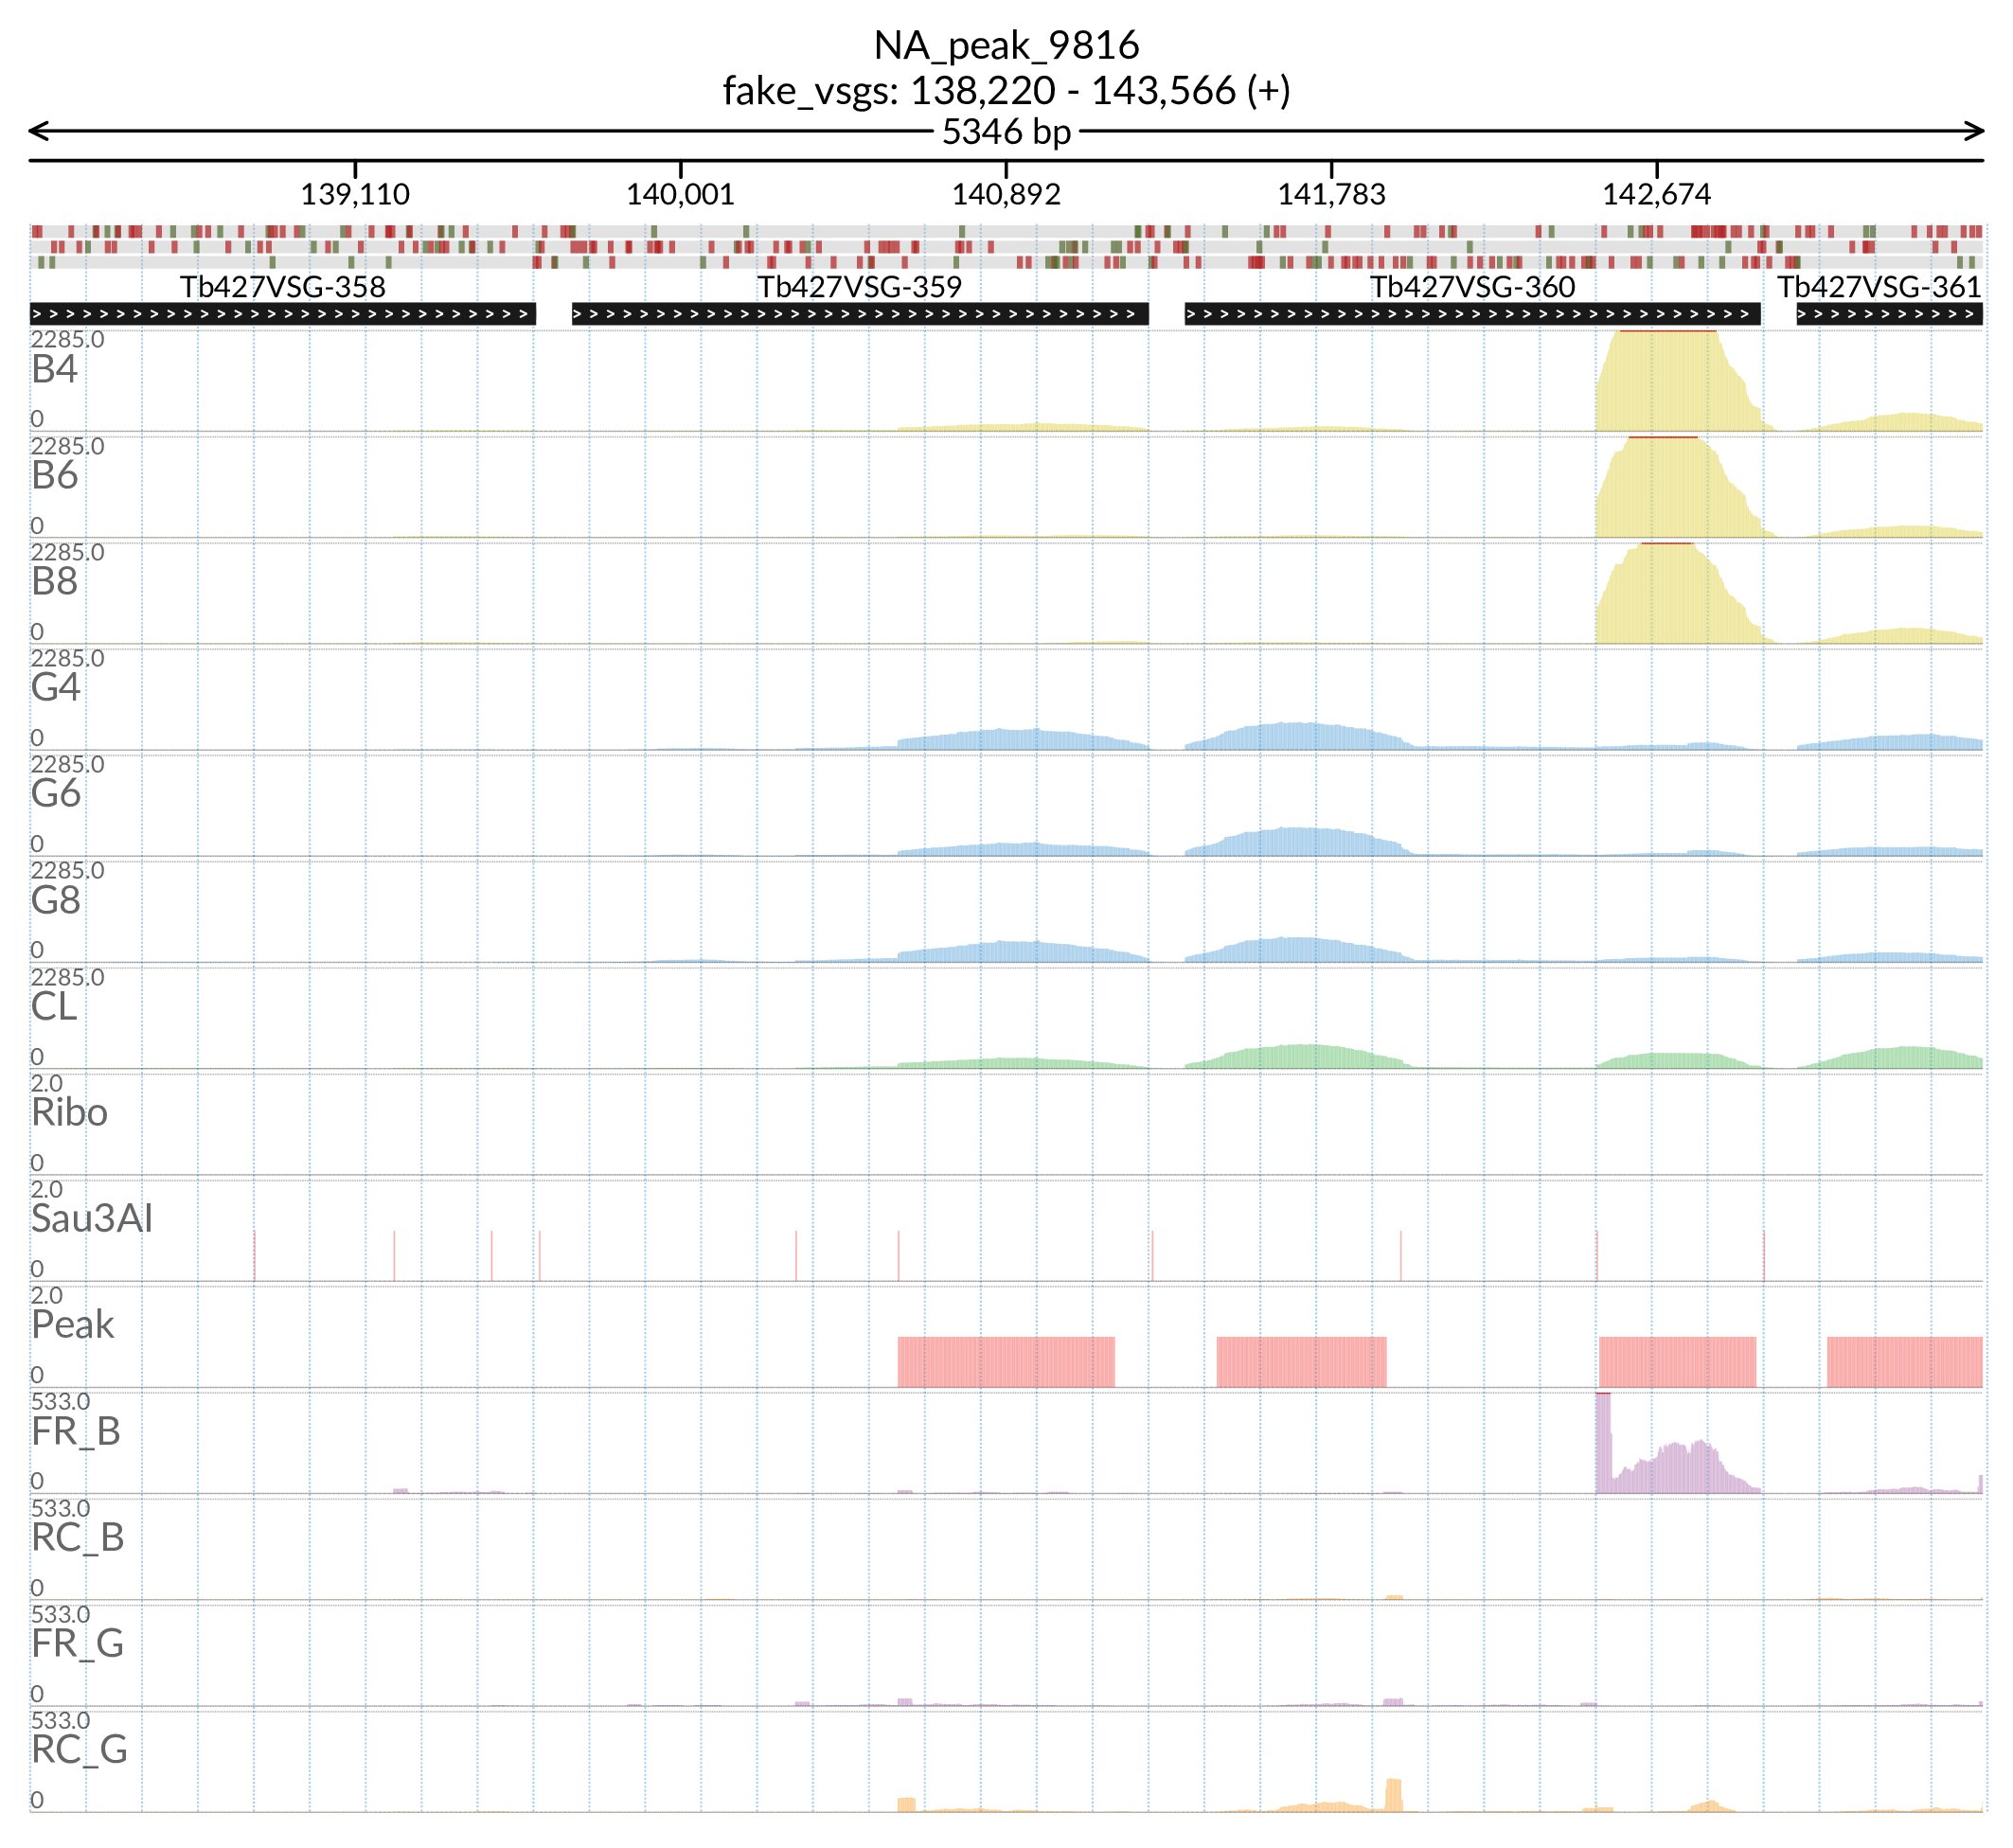 NA_peak_9816
fake_vsgs: 138,220 - 143,566 (+)
5346 bp
139,110 140,001 140,892 141,783 142,674
Tb427VSG-358 Tb427VSG-359 Tb427VSG-360 Tb427VSG-361
2285.0
B4
0
2285.0
B6
0
2285.0
B8
0
2285.0
G4
0
2285.0
G6
0
2285.0
G8
0
2285.0
CL
0
2.0
Ribo
0
2.0
Sau3AI
0
2.0
Peak
0
533.0
FR_B
0
533.0
RC_B
0
533.0
FR_G
0
533.0
RC_G
0